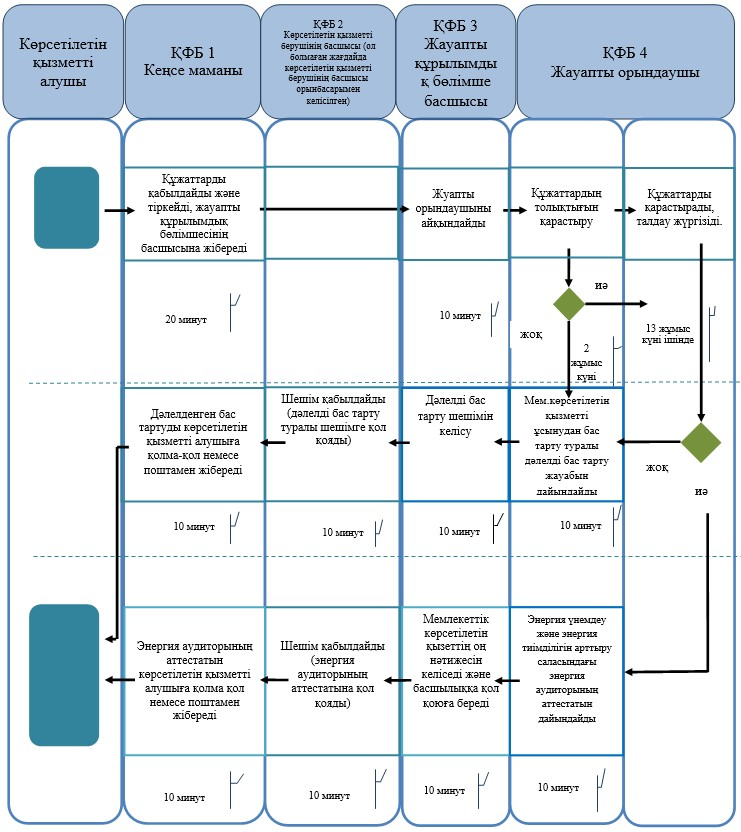 Көрсетілетін
қызметті
алушы
ҚФБ 1
Кеңсе маманы
ҚФБ 2
Көрсетілетін қызметті
берушінің басшысы (ол
болмаған жағдайда
көрсетілетін қызметті
берушінің басшысы
орынбасарымен
келісілген)
ҚФБ 3
Жауапты
құрылымды
қ бөлімше
басшысы
ҚФБ 4
Жауапты орындаушы
Құжаттарды
қабылдайды және
тіркейді, жауапты
құрылымдық
бөлімшесінің
басшысына жібереді
Жуапты
орындаушыны
айқындайды
Құжаттардың
толықтығын
қарастыру
Құжаттарды
қарастырады,
талдау жүргізіді.
20 минут
10 минут
иә
жоқ
2
жұмыс
күні
13 жұмыс
күні ішінде
Дәлелденген бас
тартуды көрсетілетін
қызметті алушыға
қолма-қол немесе
поштамен жібереді
Шешім қабылдайды
(дәлелді бас тарту
туралы шешімге қол
қояды)
Дәлелді бас
тарту шешімін
келісу
Мем.көрсетілетін
қызметті
ұсынудан бас
тарту туралы
дәлелді бас тарту
жауабын
дайындайды
жоқ
иә
10 минут
10 минут
10 минут
10 минут
Энергия аудиторының
аттестатын
көрсетілетін қызметті
алушыға қолма қол
немесе поштамен
жібереді
Шешім қабылдайды
(энергия
аудиторының
аттестатына қол
қояды)
Мемлекеттік
көрсетілетін
қызеттін оң
нәтижесін
келіседі және
басшылыққа қол
қоюға береді
Энергия үнемдеу
және энергия
тиімділігін арттыру
саласындағы
энергия
аудиторының
аттестатын
дайындайды
10 минут
10 минут
10 минут
10 минут